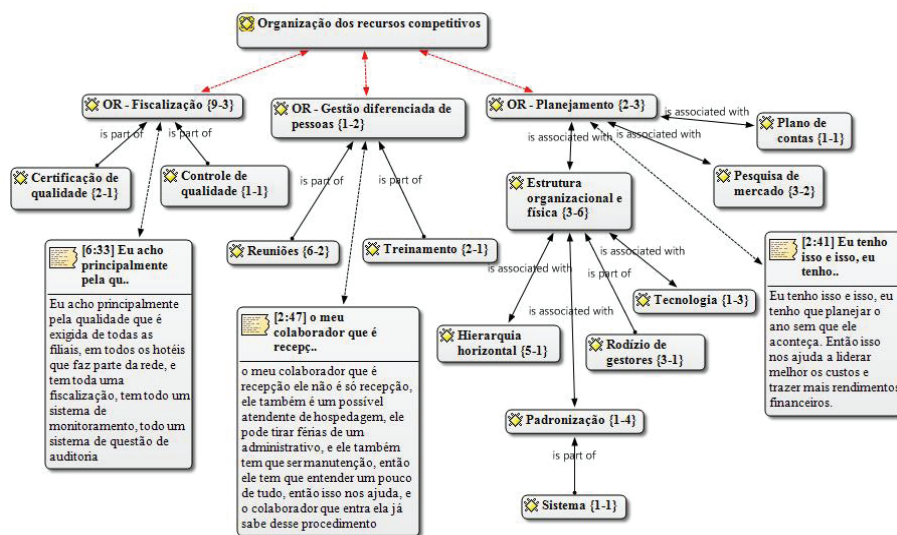 Organização dos recursos competitivos
OR - Fiscalização {9-3}
OR - Gestão diferenciada de
pessoas {1-2}
OR - Planejamento {2-3}
is associated with
Plano de
contas {1-1}
is part of
is part of
is associated with
is associated with
Certificação de
qualidade {2-1}
Controle de
qualidade {1-1}
is part of
is part of
Estrutura
organizacional e
física {3-6}
Pesquisa de
mercado {3-2}
[6:33] Eu acho
principalmente
pela qu..
Eu acho principalmente
pela qualidade que é
exigida de todas as
filiais, em todos os hotéis
que faz parte da rede, e
tem toda uma
fiscalização, tem todo um
sistema de
monitoramento, todo um
sistema de questão de
auditoria
Reuniões {6-2}
Treinamento {2-1}
[2:47] o meu
colaborador que é
recepç..
o meu colaborador que é
recepção ele não é só recepção,
ele também é um possível
atendente de hospedagem, ele
pode tirar férias de um
administrativo, e ele também
tem que ser manutenção, então
ele tem que entender um pouco
de tudo, então isso nos ajuda, e
o colaborador que entra ela já
sabe desse procedimento
is associated with
is associated with
is part of
is associated with
Tecnologia {1-3}
Hierarquia
horizontal {5-1}
Rodízio de
gestores {3-1}
Padronização {1-4}
is part of
Sistema {1-1}
[2:41] Eu tenho
isso e isso, eu
tenho..
Eu tenho isso e isso, eu
tenho que planejar o
ano sem que ele
aconteça. Então isso
nos ajuda a liderar
melhor os custos e
trazer mais rendimentos
financeiros.